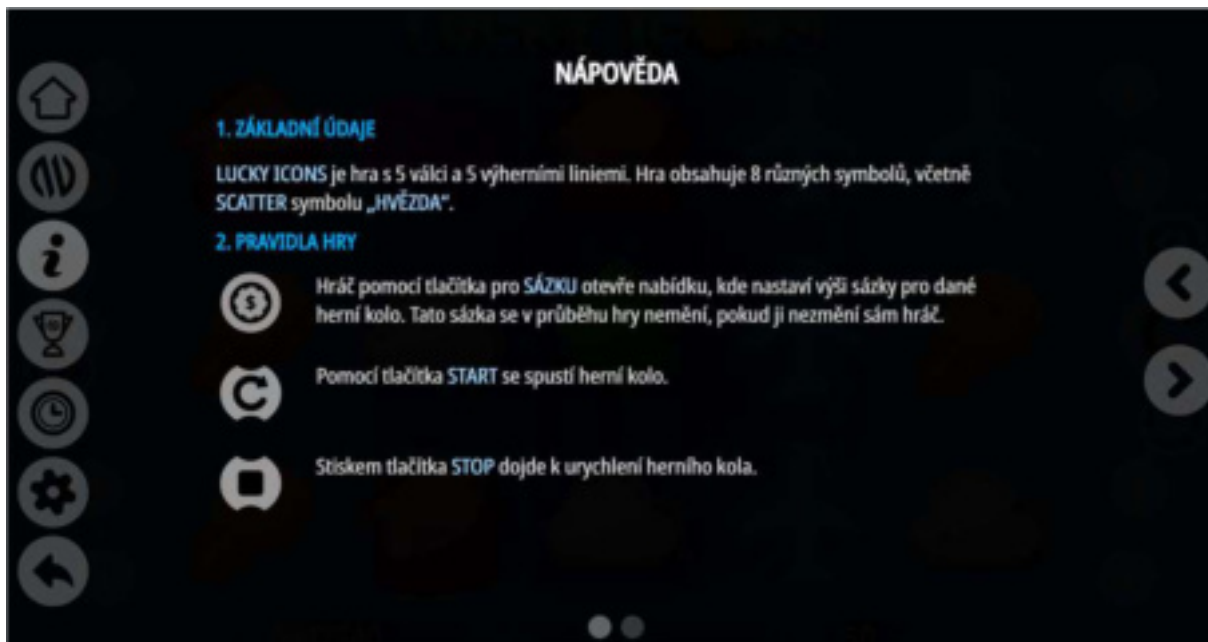 NÁPOVĚDA
1. ZÁKLADNÍ ÚDAJE
LUCKY ICONS je hra s 5 válci a 5 výherními liniemi. Hra obsahuje 8 různých symbolů, včetně
SCATTER symbolu „HVĚZDA“.
2. PRAVIDLA HRY
Hráč pomocí tlačítka pro SÁZKU otevře nabídku, kde nastaví výši sázky pro dané
herní kolo. Tato sázka se v průběhu hry nemění, pokud ji nezmění sám hráč.
Pomocí tlačítka START se spustí herní kolo.
Stiskem tlačítka STOP dojde k urychlení herního kola.